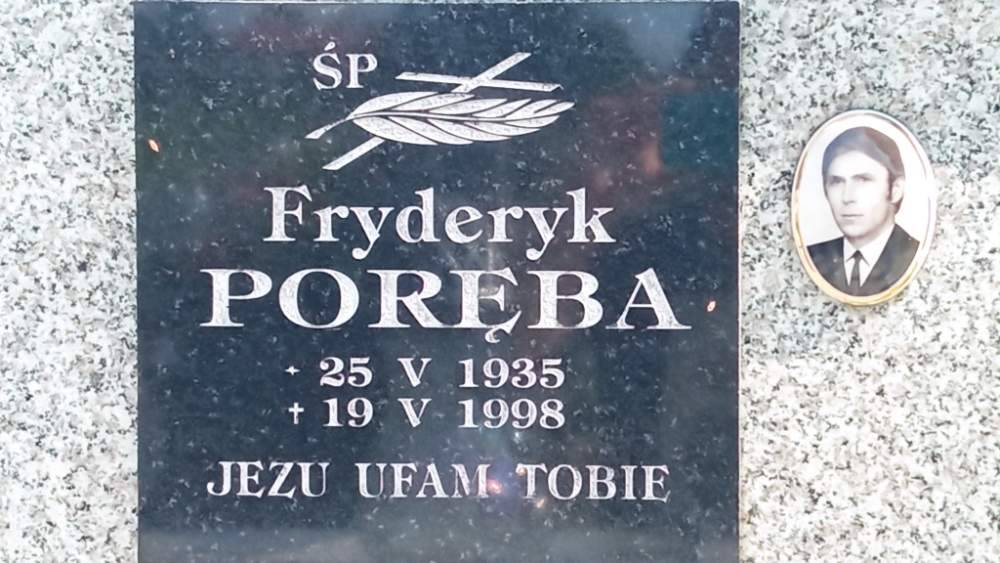 ŚP
Fryderyk
PORĘBA
* 25 V 1935
† 19 V 1998
JEZU UFAM TOBIE